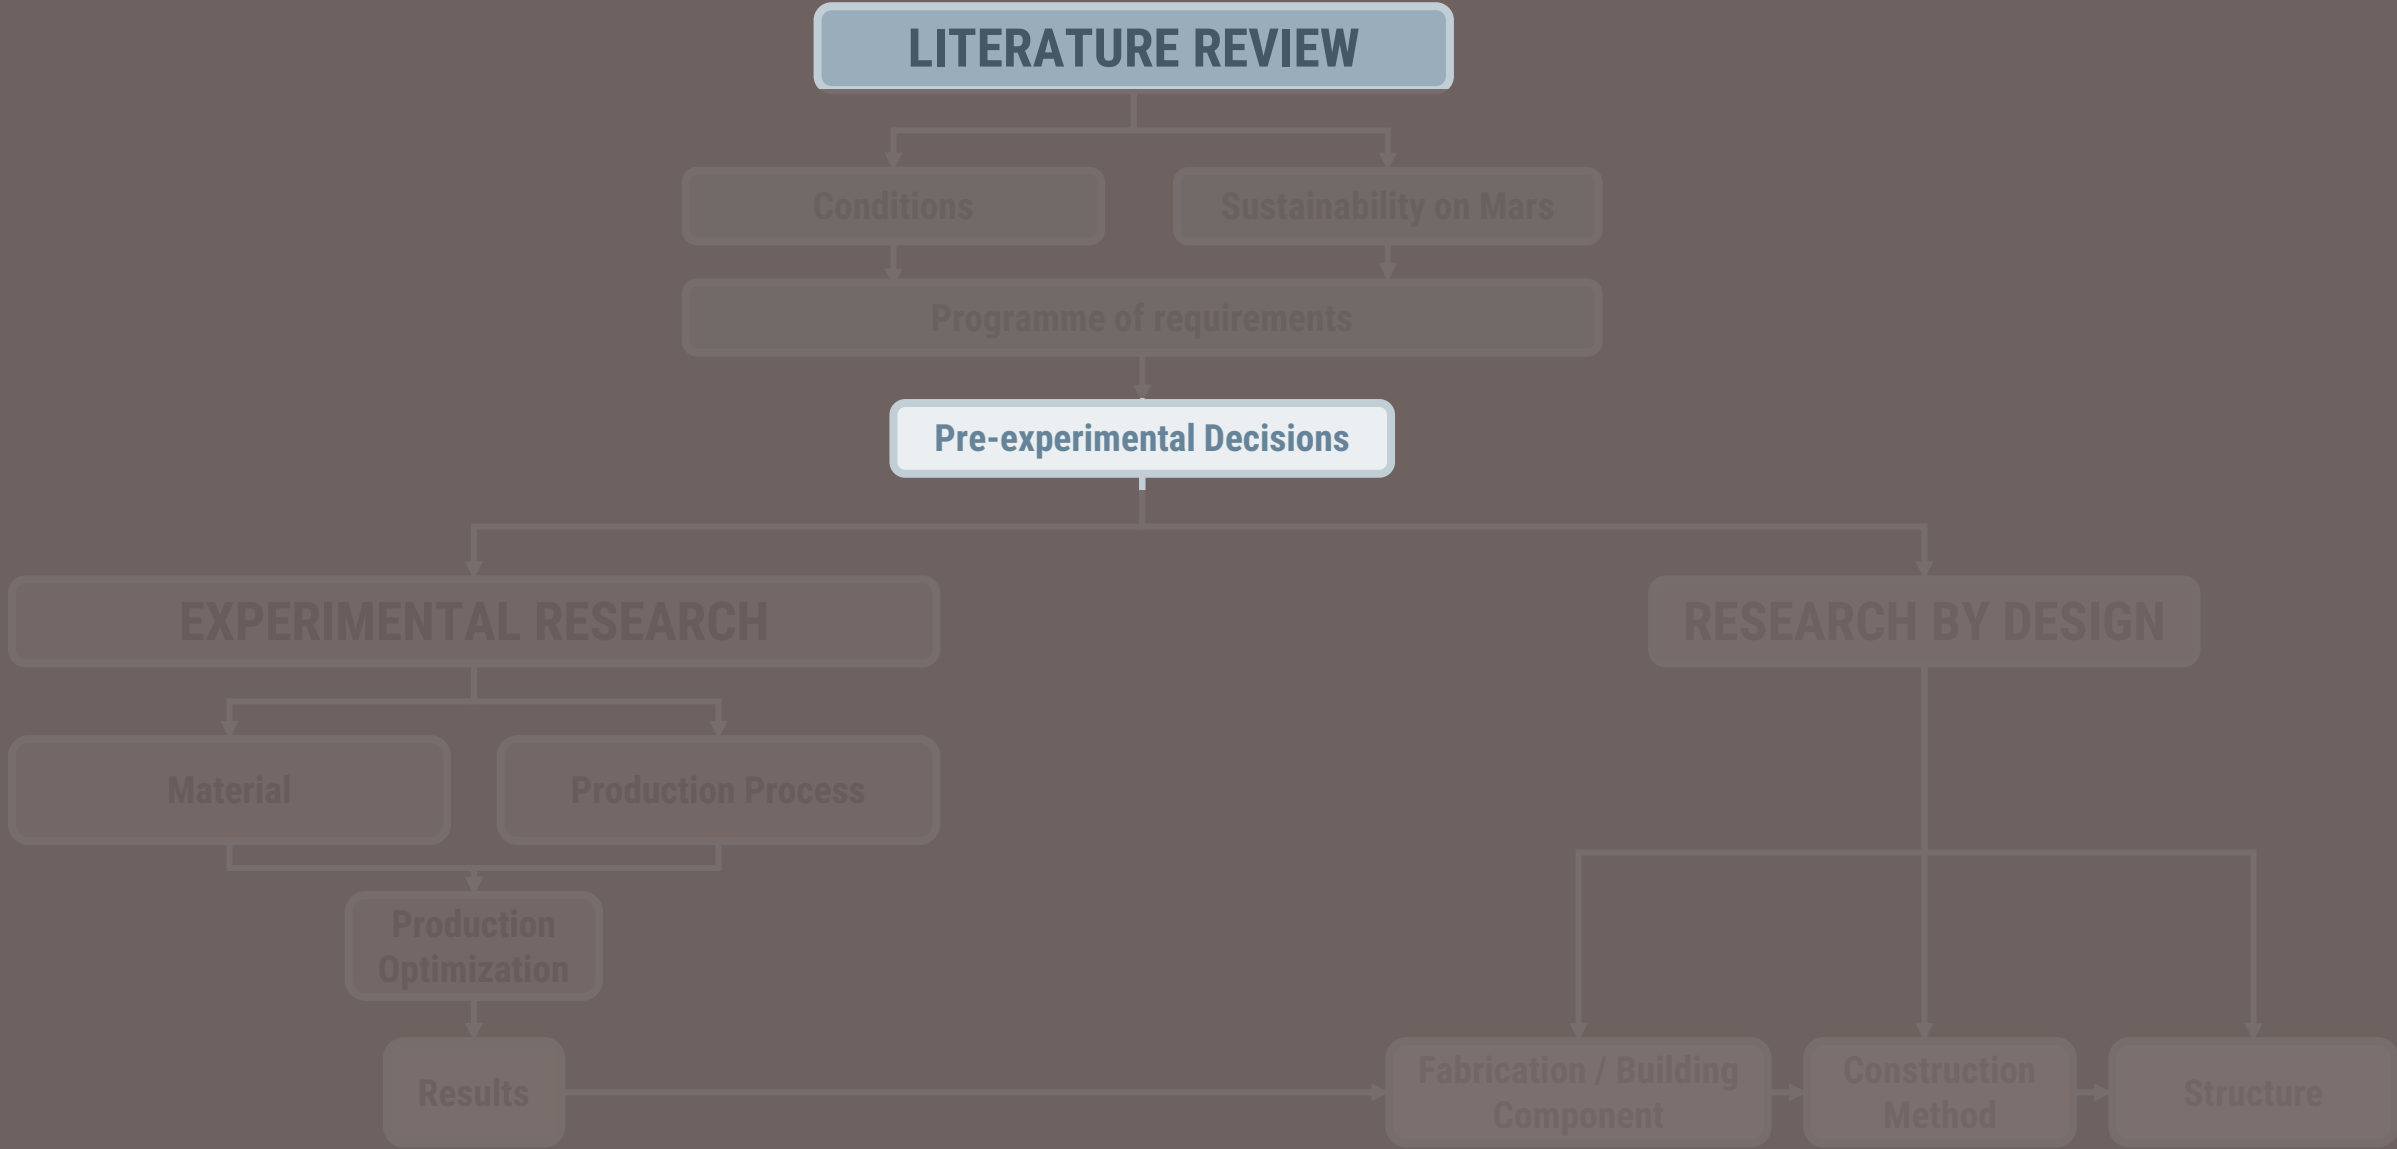 LITERATURE REVIEW
Conditions
Sustainability on Mars
Programme of requirements
Pre-experimental Decisions
EXPERIMENTAL RESEARCH
RESEARCH BY DESIGN
Material
Production Process
Production
Optimization
Results
Fabrication / Building
Component
Construction
Method
Structure